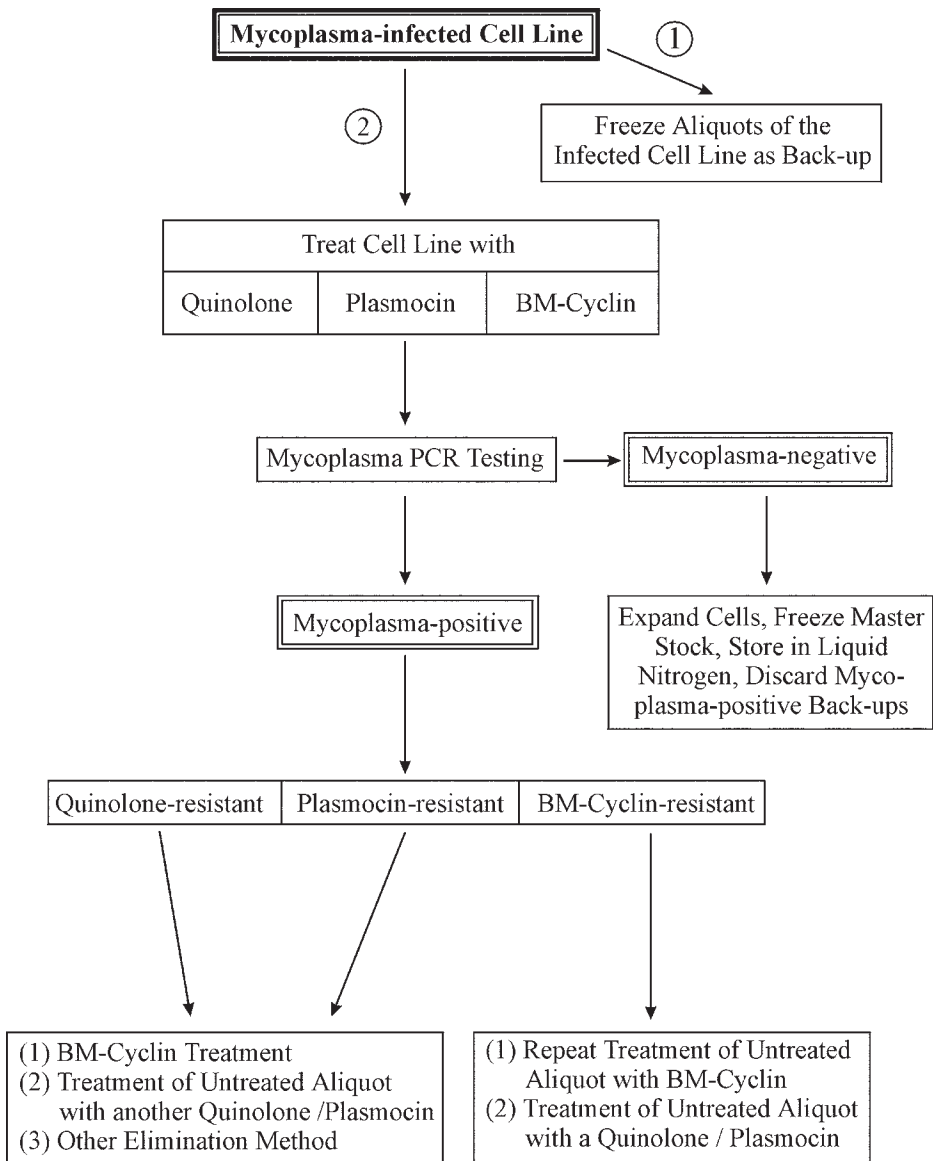 Mycoplasma-infected Cell Line
1
2
Freeze Aliquots of the
Infected Cell Line as Back-up
Treat Cell Line with
Quinolone
Plasmocin
BM-Cyclin
Mycoplasma PCR Testing
Mycoplasma-negative
Mycoplasma-positive
Expand Cells, Freeze Master
Stock, Store in Liquid
Nitrogen, Discard Myco-
plasma-positive Back-ups
Quinolone-resistant
Plasmocin-resistant
BM-Cyclin-resistant
(1) BM-Cyclin Treatment
(2) Treatment of Untreated Aliquot
with another Quinolone /Plasmocin
(3) Other Elimination Method
(1) Repeat Treatment of Untreated
Aliquot with BM-Cyclin
(2) Treatment of Untreated Aliquot
with a Quinolone / Plasmocin